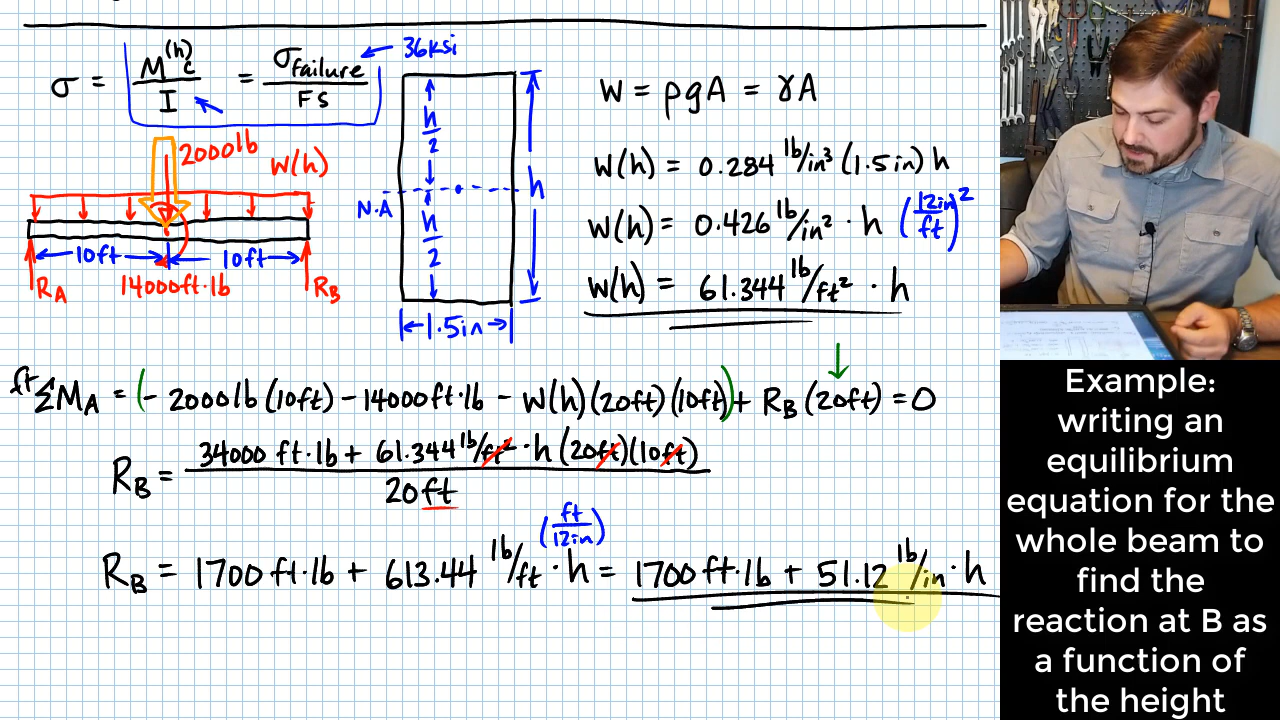 σ = M(h)c/I = σfailure/FS ← 36ksi
2000lb
W(h)
10ft 10ft
RA 14000ft·lb RB
h/2
N.A
h/2
h
1.5in
W = ρgA = γA
W(h) = 0.284 lb/in³ (1.5in) h
W(h) = 0.426 lb/in² · h (12in/ft)²
W(h) = 61.344 lb/ft² · h
ft ΣMA = (- 2000lb (10ft) - 14000ft·lb - W(h)(20ft)(10ft)) + RB (20ft) = 0
RB = 34000 ft·lb + 61.344 lb/ft² · h (20ft)(10ft) / 20ft
RB = 1700ft·lb + 613.44 lb/ft (ft/12in) · h = 1700ft·lb + 51.12 lb/in · h
Example:
writing an
equilibrium
equation for the
whole beam to
find the
reaction at B as
a function of
the height